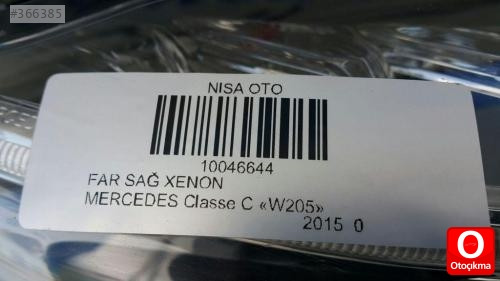 #366385
NISA OTO
10046644
FAR SAĞ XENON
MERCEDES Classe C «W205»
2015 0
Otoçıkma